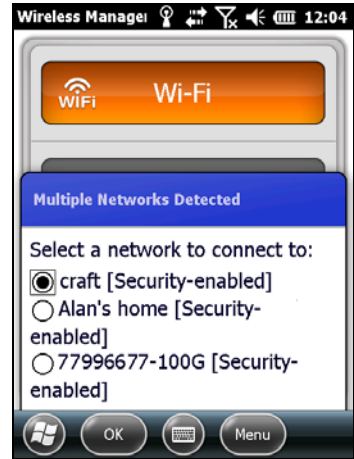 Wireless Manager 12:04
WiFi Wi-Fi
Multiple Networks Detected
Select a network to connect to:
craft [Security-enabled]
Alan's home [Security-
enabled]
77996677-100G [Security-
enabled]
OK Menu